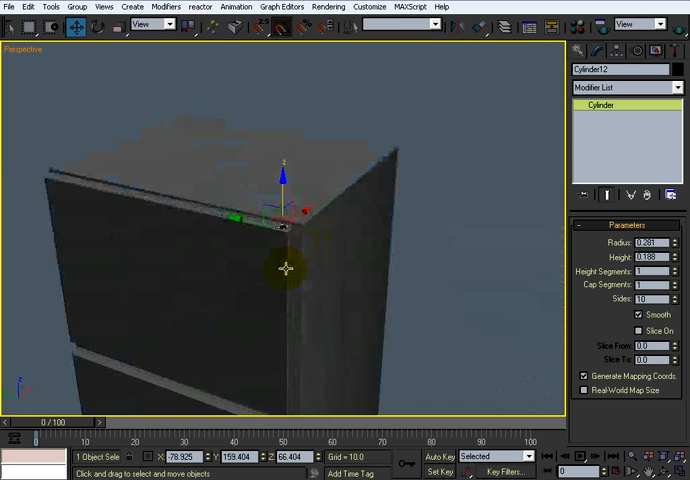 File Edit Tools Group Views Create Modifiers reactor Animation Graph Editors Rendering Customize MAXScript Help
View
2.5
%
View
Perspective
Cylinder12
Modifier List
Cylinder
z
Parameters
Radius: 0.281
Height: 0.188
Height Segments: 1
Cap Segments: 1
Sides: 10
Smooth
Slice On
Slice From: 0.0
Slice To: 0.0
Generate Mapping Coords.
Real-World Map Size
z
0 / 100
0 10 20 30 40 50 60 70 80 90 100
1 Object Sele X: -78.925 Y: 159.404 Z: 66.404 Grid = 10.0 Auto Key Selected
Click and drag to select and move objects Add Time Tag Set Key Key Filters... 0